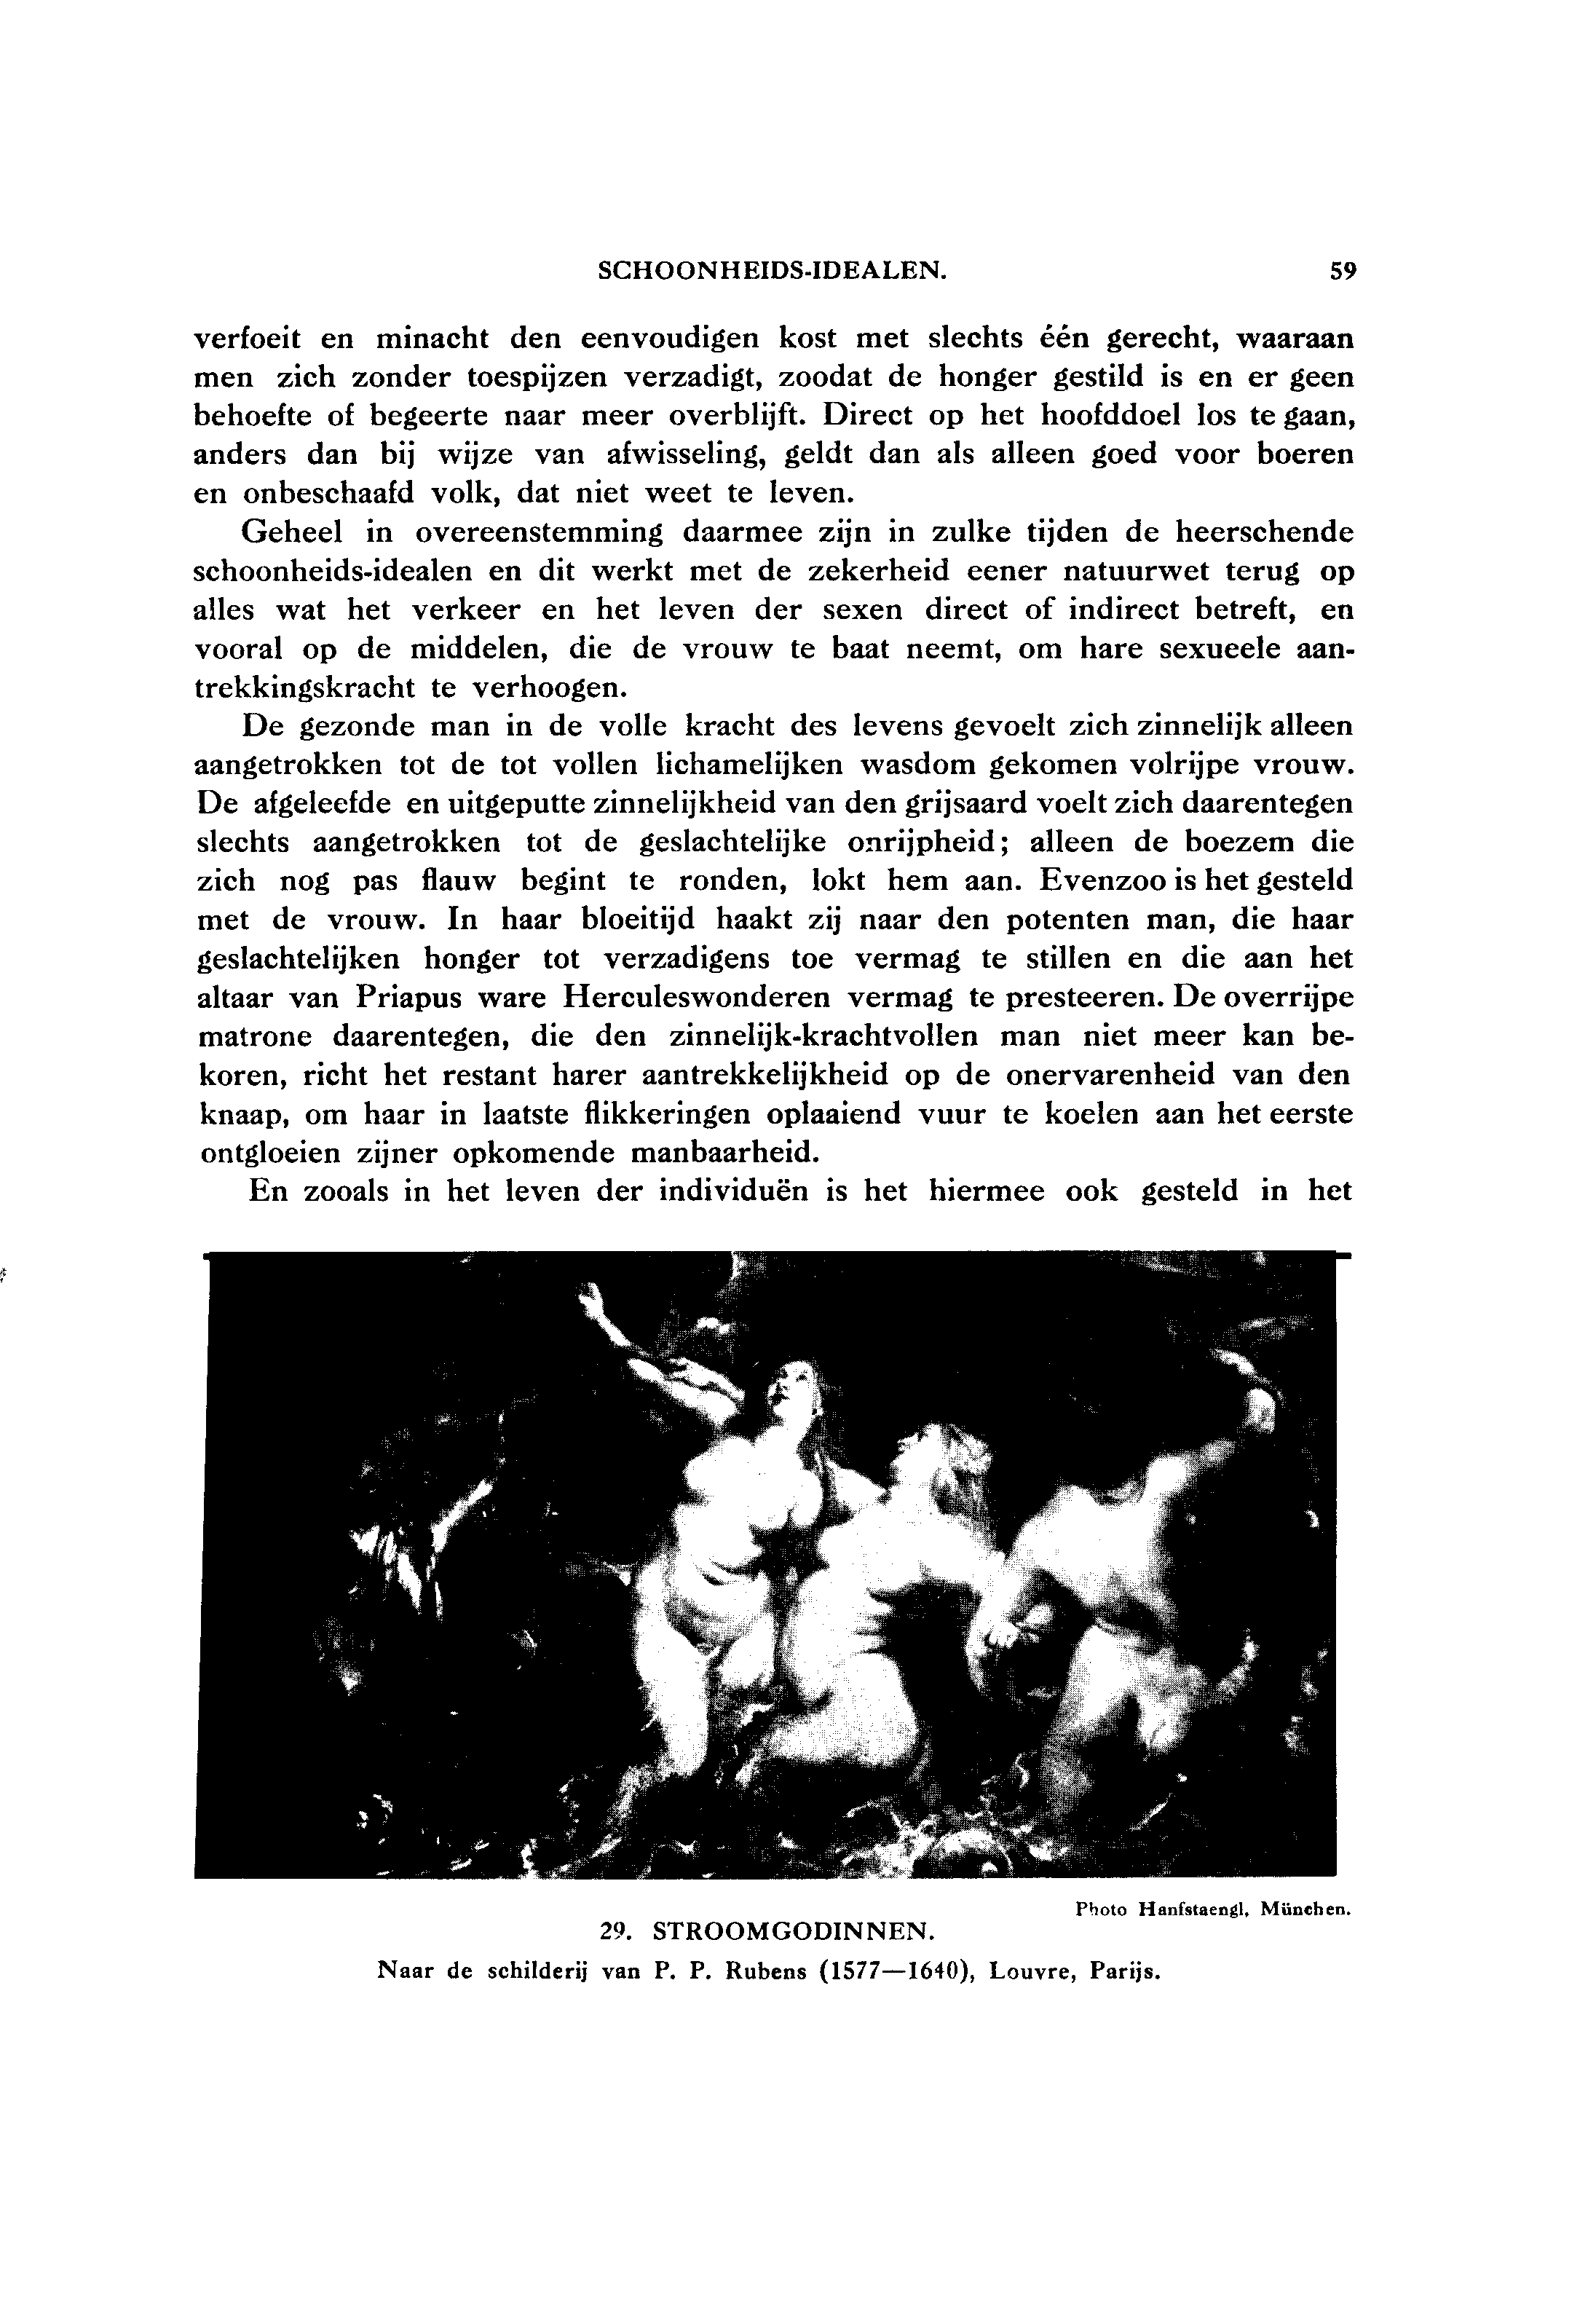 SCHOONHEIDS-IDEALEN. 59
verfoeit en minacht den eenvoudigen kost met slechts één gerecht, waaraan
men zich zonder toespijzen verzadigt, zoodat de honger gestild is en er geen
behoefte of begeerte naar meer overblijft. Direct op het hoofddoel los te gaan,
anders dan bij wijze van afwisseling, geldt dan als alleen goed voor boeren
en onbeschaafd volk, dat niet weet te leven.
Geheel in overeenstemming daarmee zijn in zulke tijden de heerschende
schoonheids-idealen en dit werkt met de zekerheid eener natuurwet terug op
alles wat het verkeer en het leven der sexen direct of indirect betreft, en
vooral op de middelen, die de vrouw te baat neemt, om hare sexueele aan-
trekkingskracht te verhoogen.
De gezonde man in de volle kracht des levens gevoelt zich zinnelijk alleen
aangetrokken tot de tot vollen lichamelijken wasdom gekomen volrijpe vrouw.
De afgeleefde en uitgeputte zinnelijkheid van den grijsaard voelt zich daarentegen
slechts aangetrokken tot de geslachtelijke onrijpheid; alleen de boezem die
zich nog pas flauw begint te ronden, lokt hem aan. Evenzoo is het gesteld
met de vrouw. In haar bloeitijd haakt zij naar den potenten man, die haar
geslachtelijken honger tot verzadigens toe vermag te stillen en die aan het
altaar van Priapus ware Herculeswonderen vermag te presteeren. De overrijpe
matrone daarentegen, die den zinnelijk-krachtvollen man niet meer kan be-
koren, richt het restant harer aantrekkelijkheid op de onervarenheid van den
knaap, om haar in laatste flikkeringen oplaaiend vuur te koelen aan het eerste
ontgloeien zijner opkomende manbaarheid.
En zooals in het leven der individuën is het hiermee ook gesteld in het
Photo Hanfstaengl, München.
29. STROOMGODINNEN.
Naar de schilderij van P. P. Rubens (1577—1640), Louvre, Parijs.